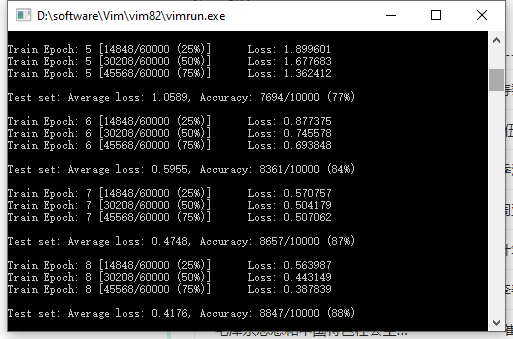 D:\software\Vim\vim82\vimrun.exe
Train Epoch: 5 [14848/60000 (25%)]	Loss: 1.899601
Train Epoch: 5 [30208/60000 (50%)]	Loss: 1.677683
Train Epoch: 5 [45568/60000 (75%)]	Loss: 1.362412
Test set: Average loss: 1.0589, Accuracy: 7694/10000 (77%)
Train Epoch: 6 [14848/60000 (25%)]	Loss: 0.877375
Train Epoch: 6 [30208/60000 (50%)]	Loss: 0.745578
Train Epoch: 6 [45568/60000 (75%)]	Loss: 0.693848
Test set: Average loss: 0.5955, Accuracy: 8361/10000 (84%)
Train Epoch: 7 [14848/60000 (25%)]	Loss: 0.570757
Train Epoch: 7 [30208/60000 (50%)]	Loss: 0.504179
Train Epoch: 7 [45568/60000 (75%)]	Loss: 0.507062
Test set: Average loss: 0.4748, Accuracy: 8657/10000 (87%)
Train Epoch: 8 [14848/60000 (25%)]	Loss: 0.563987
Train Epoch: 8 [30208/60000 (50%)]	Loss: 0.443149
Train Epoch: 8 [45568/60000 (75%)]	Loss: 0.387839
Test set: Average loss: 0.4176, Accuracy: 8847/10000 (88%)